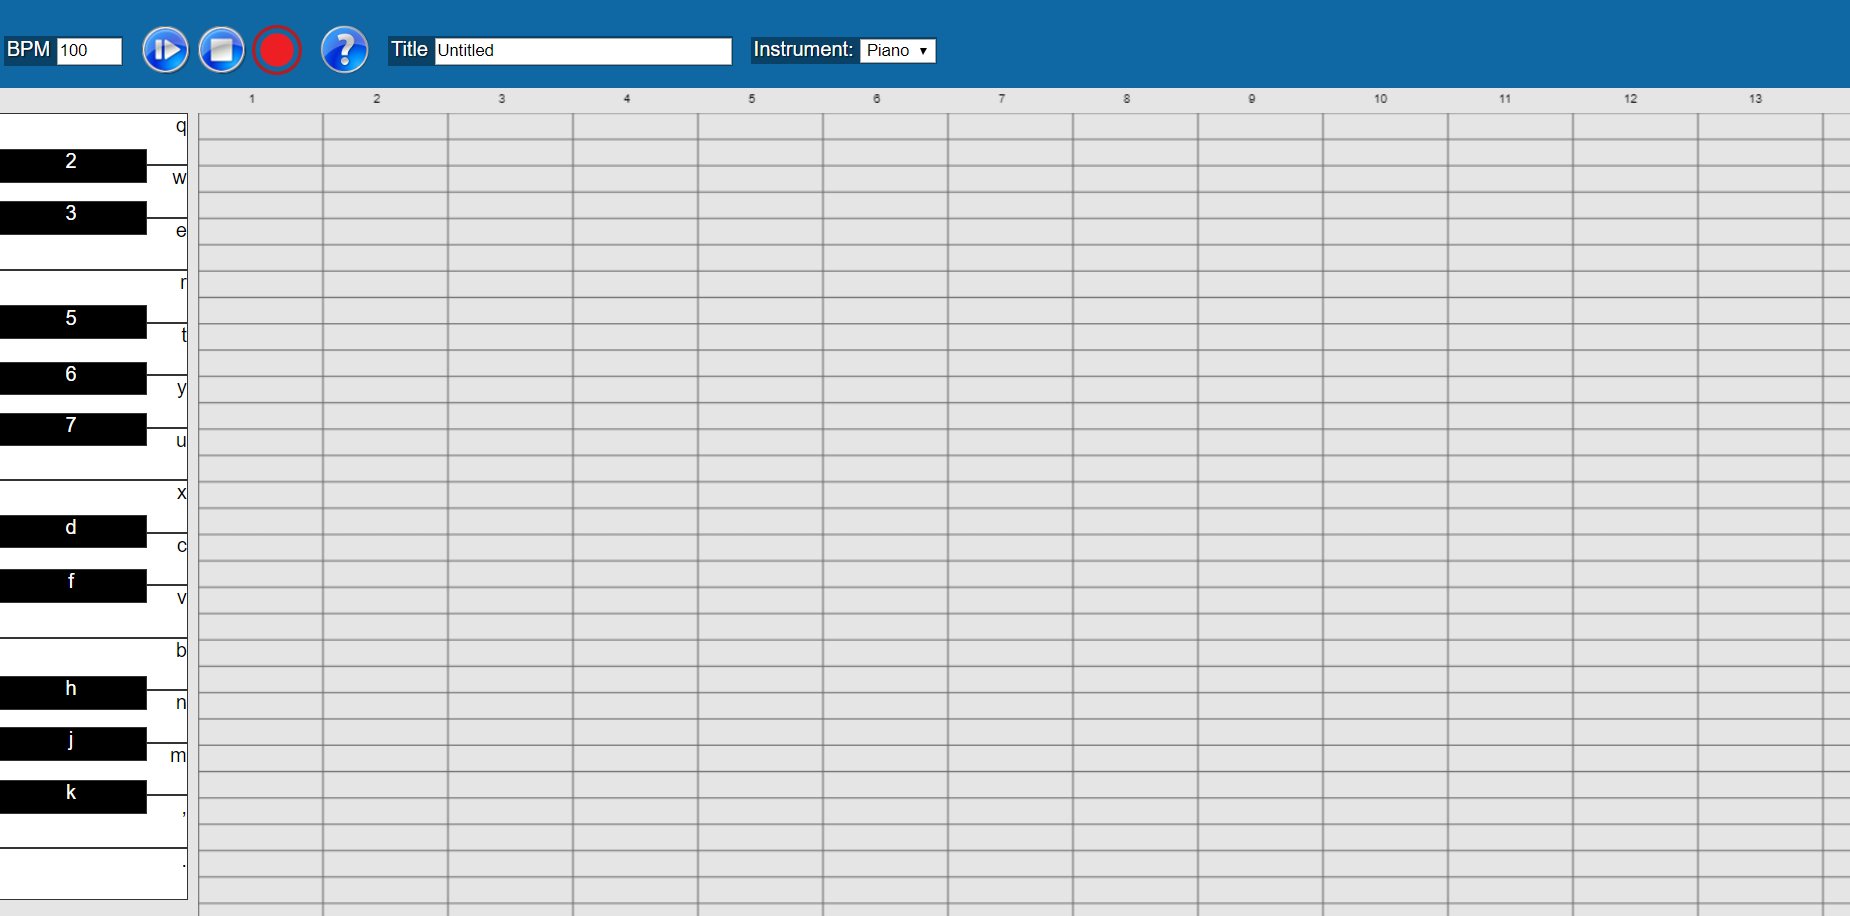 BPM 100 ? Title Untitled Instrument: Piano
1 2 3 4 5 6 7 8 9 10 11 12 13
q
2
w
3
e
r
5
t
6
y
7
u
x
d
c
f
v
b
h
n
j
m
k
,
.